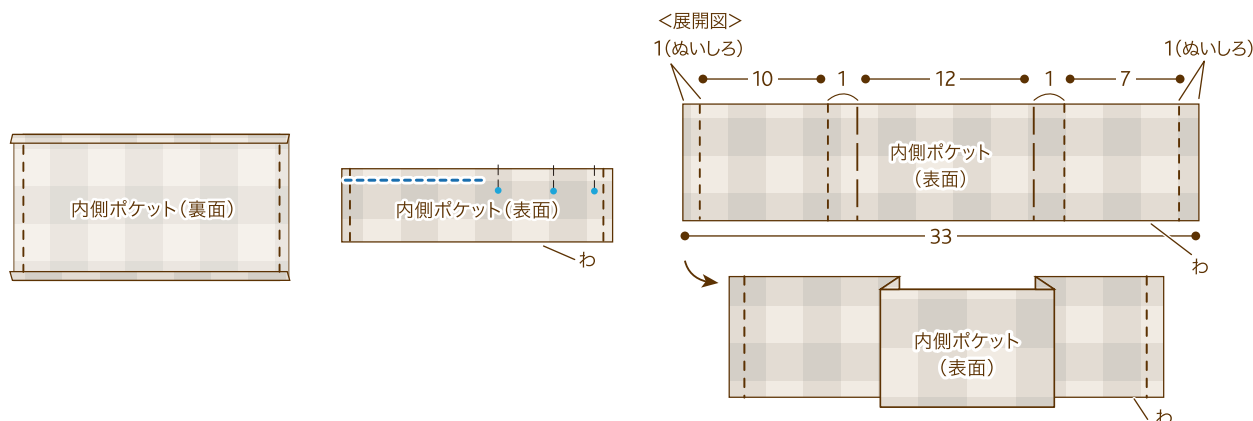 内側ポケット(裏面)
内側ポケット(表面)
わ
<展開図>
1(ぬいしろ)
1(ぬいしろ)
10 1 12 1 7
内側ポケット
(表面)
33
わ
内側ポケット
(表面)
わ